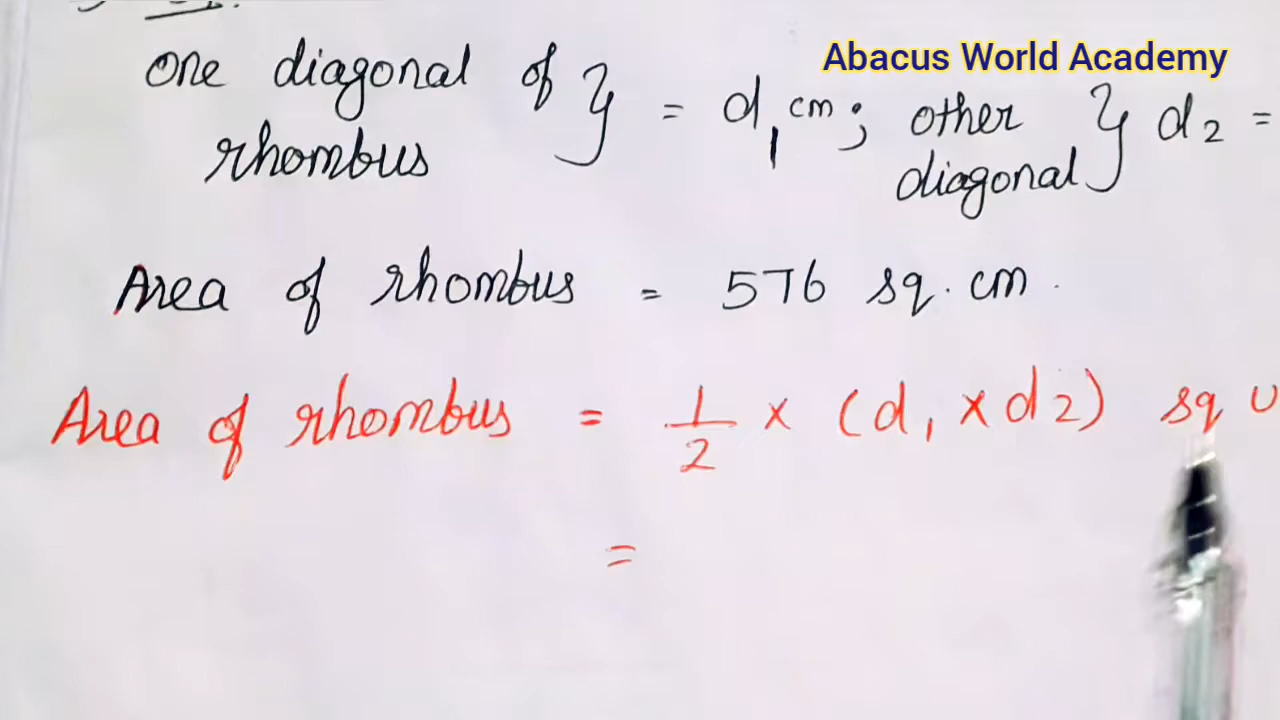 Abacus World Academy
One diagonal of } = d₁ cm ; other } d₂ =
rhombus diagonal
Area of rhombus = 576 sq. cm.
Area of rhombus = 1/2 × (d₁ × d₂) sq u
=